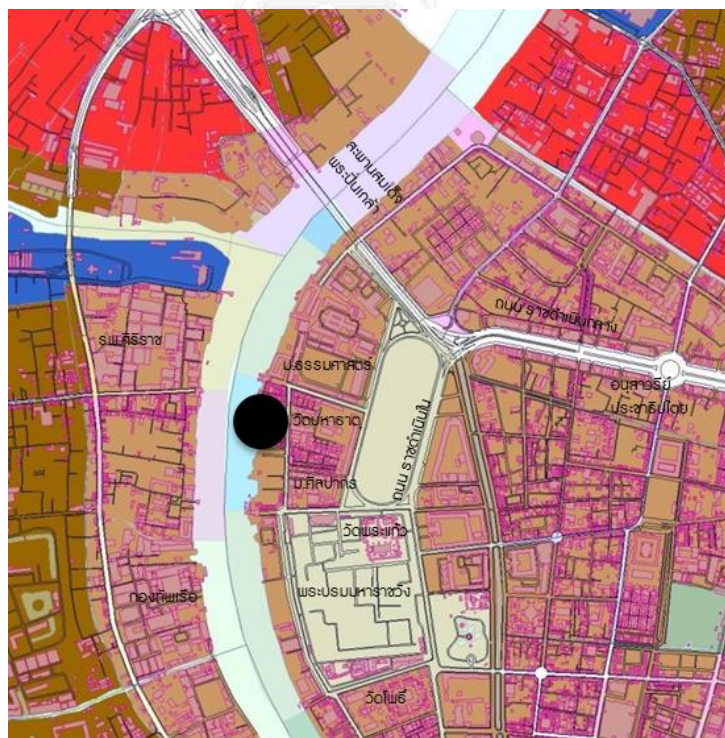 สะพานสมเด็จ
พระปิ่นเกล้า
ถนน ราชดำเนินกลาง
ร.พ.ศิริราช
ม.ธรรมศาสตร์
อนุสาวรีย์
ประชาธิปไตย
วัดมหาธาตุ
ถนน ราชดำเนินใน
ม.ศิลปากร
วัดพระแก้ว
พระบรมมหาราชวัง
กองทัพเรือ
วัดโพธิ์